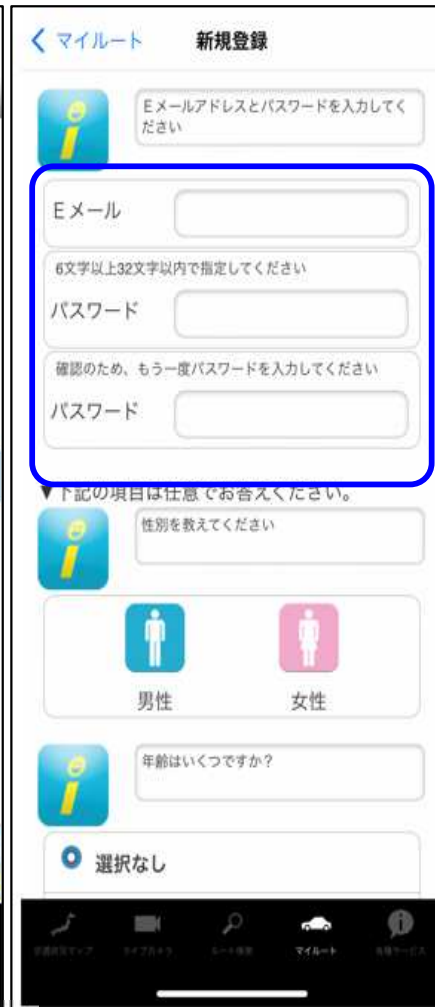 マイルート 新規登録
Eメールアドレスとパスワードを入力してく
ださい
Eメール
6文字以上32文字以内で指定してください
パスワード
確認のため、もう一度パスワードを入力してください
パスワード
▼下記の項目は任意でお答えください。
性別を教えてください
男性 女性
年齢はいくつですか？
選択なし
マイルート